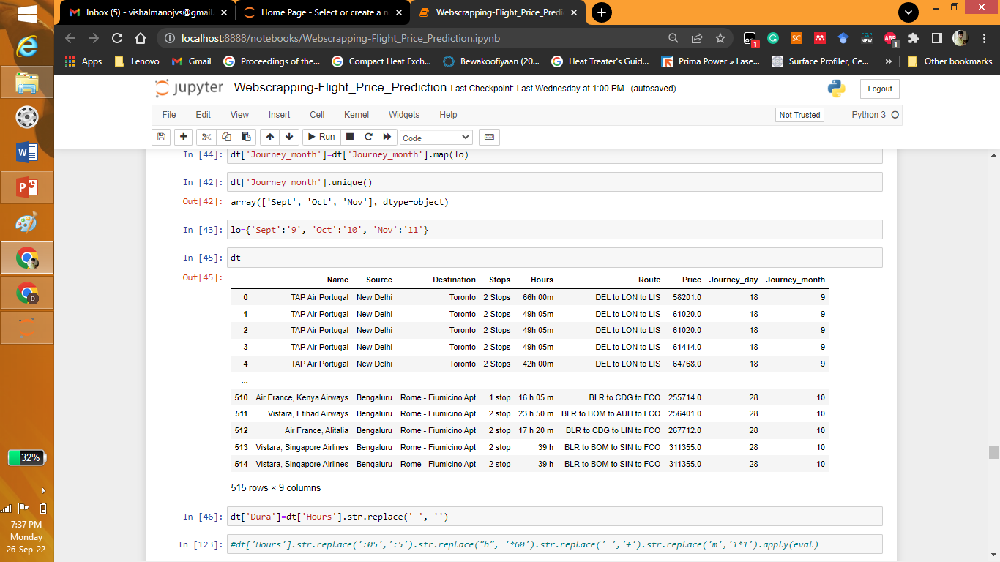 Inbox (5) - vishalmanojvs@gmail.
Home Page - Select or create a n
Webscrapping-Flight_Price_Predi
localhost:8888/notebooks/Webscrapping-Flight_Price_Prediction.ipynb
1
SC
NEW
ABP
1
Apps
Lenovo
Gmail
Proceedings of the...
Compact Heat Exch...
Bewakoofiyaan (20...
Heat Treater's Guid...
Prima Power » Lase...
Surface Profiler, Ce...
»
Other bookmarks
jupyter Webscrapping-Flight_Price_Prediction Last Checkpoint: Last Wednesday at 1:00 PM (autosaved)
Logout
File Edit View Insert Cell Kernel Widgets Help
Not Trusted
Python 3
Run
Code
In [44]: dt['Journey_month']=dt['Journey_month'].map(lo)
In [42]: dt['Journey_month'].unique()
Out[42]: array(['Sept', 'Oct', 'Nov'], dtype=object)
In [43]: lo={'Sept':'9', 'Oct':'10', 'Nov':'11'}
In [45]: dt
Out[45]:
Name Source Destination Stops Hours Route Price Journey_day Journey_month
0 TAP Air Portugal New Delhi Toronto 2 Stops 66h 00m DEL to LON to LIS 58201.0 18 9
1 TAP Air Portugal New Delhi Toronto 2 Stops 49h 05m DEL to LON to LIS 61020.0 18 9
2 TAP Air Portugal New Delhi Toronto 2 Stops 49h 05m DEL to LON to LIS 61020.0 18 9
3 TAP Air Portugal New Delhi Toronto 2 Stops 49h 05m DEL to LON to LIS 61414.0 18 9
4 TAP Air Portugal New Delhi Toronto 2 Stops 42h 00m DEL to LON to LIS 64768.0 18 9
... ... ... ... ... ... ... ... ... ...
510 Air France, Kenya Airways Bengaluru Rome - Fiumicino Apt 1 stop 16 h 05 m BLR to CDG to FCO 255714.0 28 10
511 Vistara, Etihad Airways Bengaluru Rome - Fiumicino Apt 2 stop 23 h 50 m BLR to BOM to AUH to FCO 256401.0 28 10
512 Air France, Alitalia Bengaluru Rome - Fiumicino Apt 2 stop 17 h 20 m BLR to CDG to LIN to FCO 267712.0 28 10
513 Vistara, Singapore Airlines Bengaluru Rome - Fiumicino Apt 2 stop 39 h BLR to BOM to SIN to FCO 311355.0 28 10
514 Vistara, Singapore Airlines Bengaluru Rome - Fiumicino Apt 2 stop 39 h BLR to BOM to SIN to FCO 311355.0 28 10
515 rows × 9 columns
In [46]: dt['Dura']=dt['Hours'].str.replace(' ', '')
In [123]: #dt['Hours'].str.replace(':05',':5').str.replace("h", '*60').str.replace(' ','+').str.replace('m','1*1').apply(eval)
32%
7:37 PM
Monday
26-Sep-22